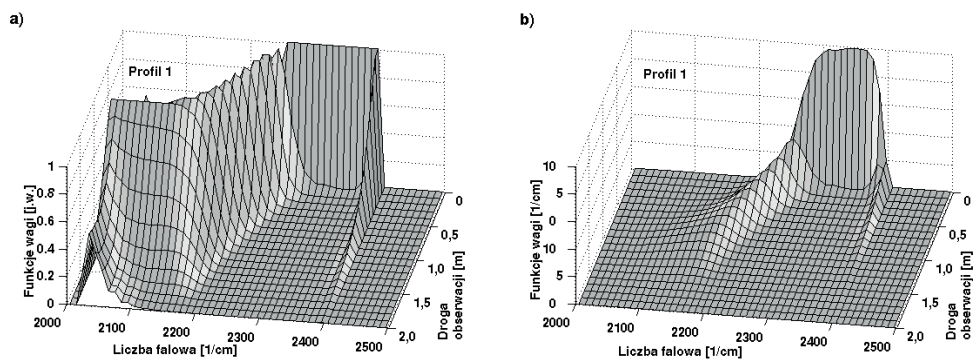 a)
Profil 1
Funkcje wagi [j.w.]
1
0.8
0.6
0.4
0.2
0
2000
2100
2200
2300
2400
2500
Liczba falowa [1/cm]
0
0,5
1,0
1,5
2,0
Droga
obserwacji [m]
b)
Profil 1
Funkcje wagi [1/cm]
10
5
0
10
5
0
2000
2100
2200
2300
2400
2500
Liczba falowa [1/cm]
0
0,5
1,0
1,5
2,0
Droga
obserwacji [m]